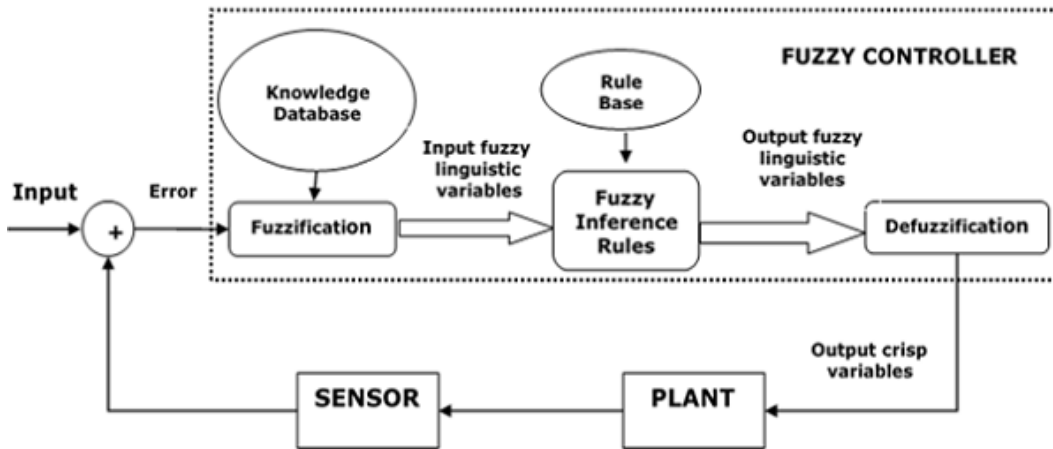 FUZZY CONTROLLER
Knowledge
Database
Rule
Base
Input fuzzy
linguistic
variables
Output fuzzy
linguistic
variables
Input
Error
+
Fuzzification
Fuzzy
Inference
Rules
Defuzzification
Output crisp
variables
SENSOR
PLANT